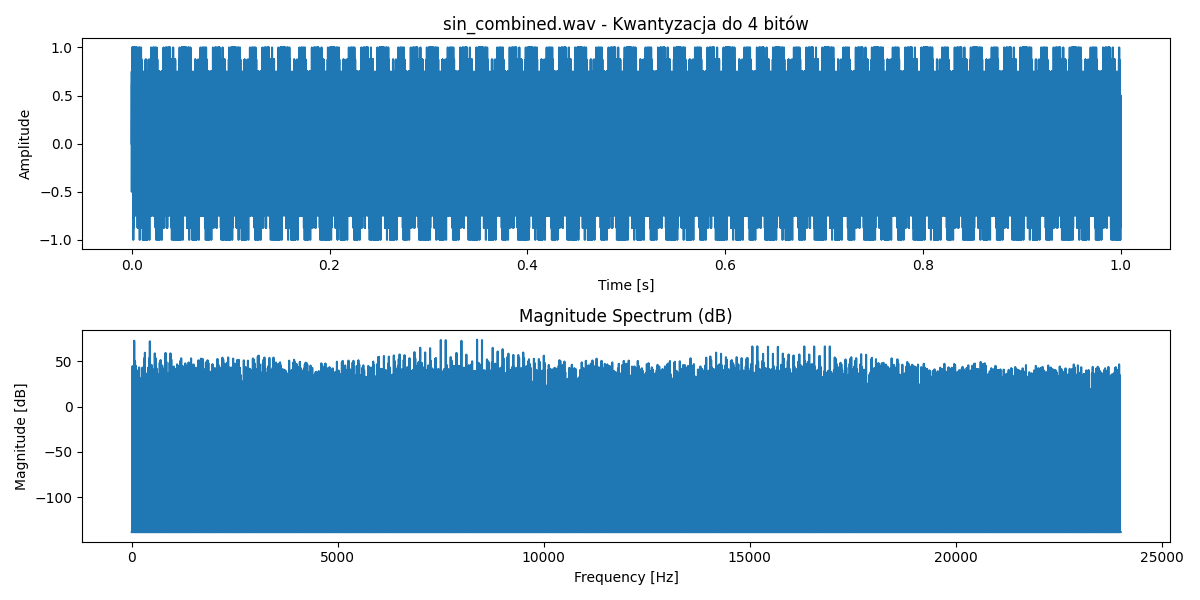 sin_combined.wav - Kwantyzacja do 4 bitów
1.0
0.5
0.0
−0.5
−1.0
Amplitude
0.0 0.2 0.4 0.6 0.8 1.0
Time [s]
Magnitude Spectrum (dB)
50
0
−50
−100
Magnitude [dB]
0 5000 10000 15000 20000 25000
Frequency [Hz]